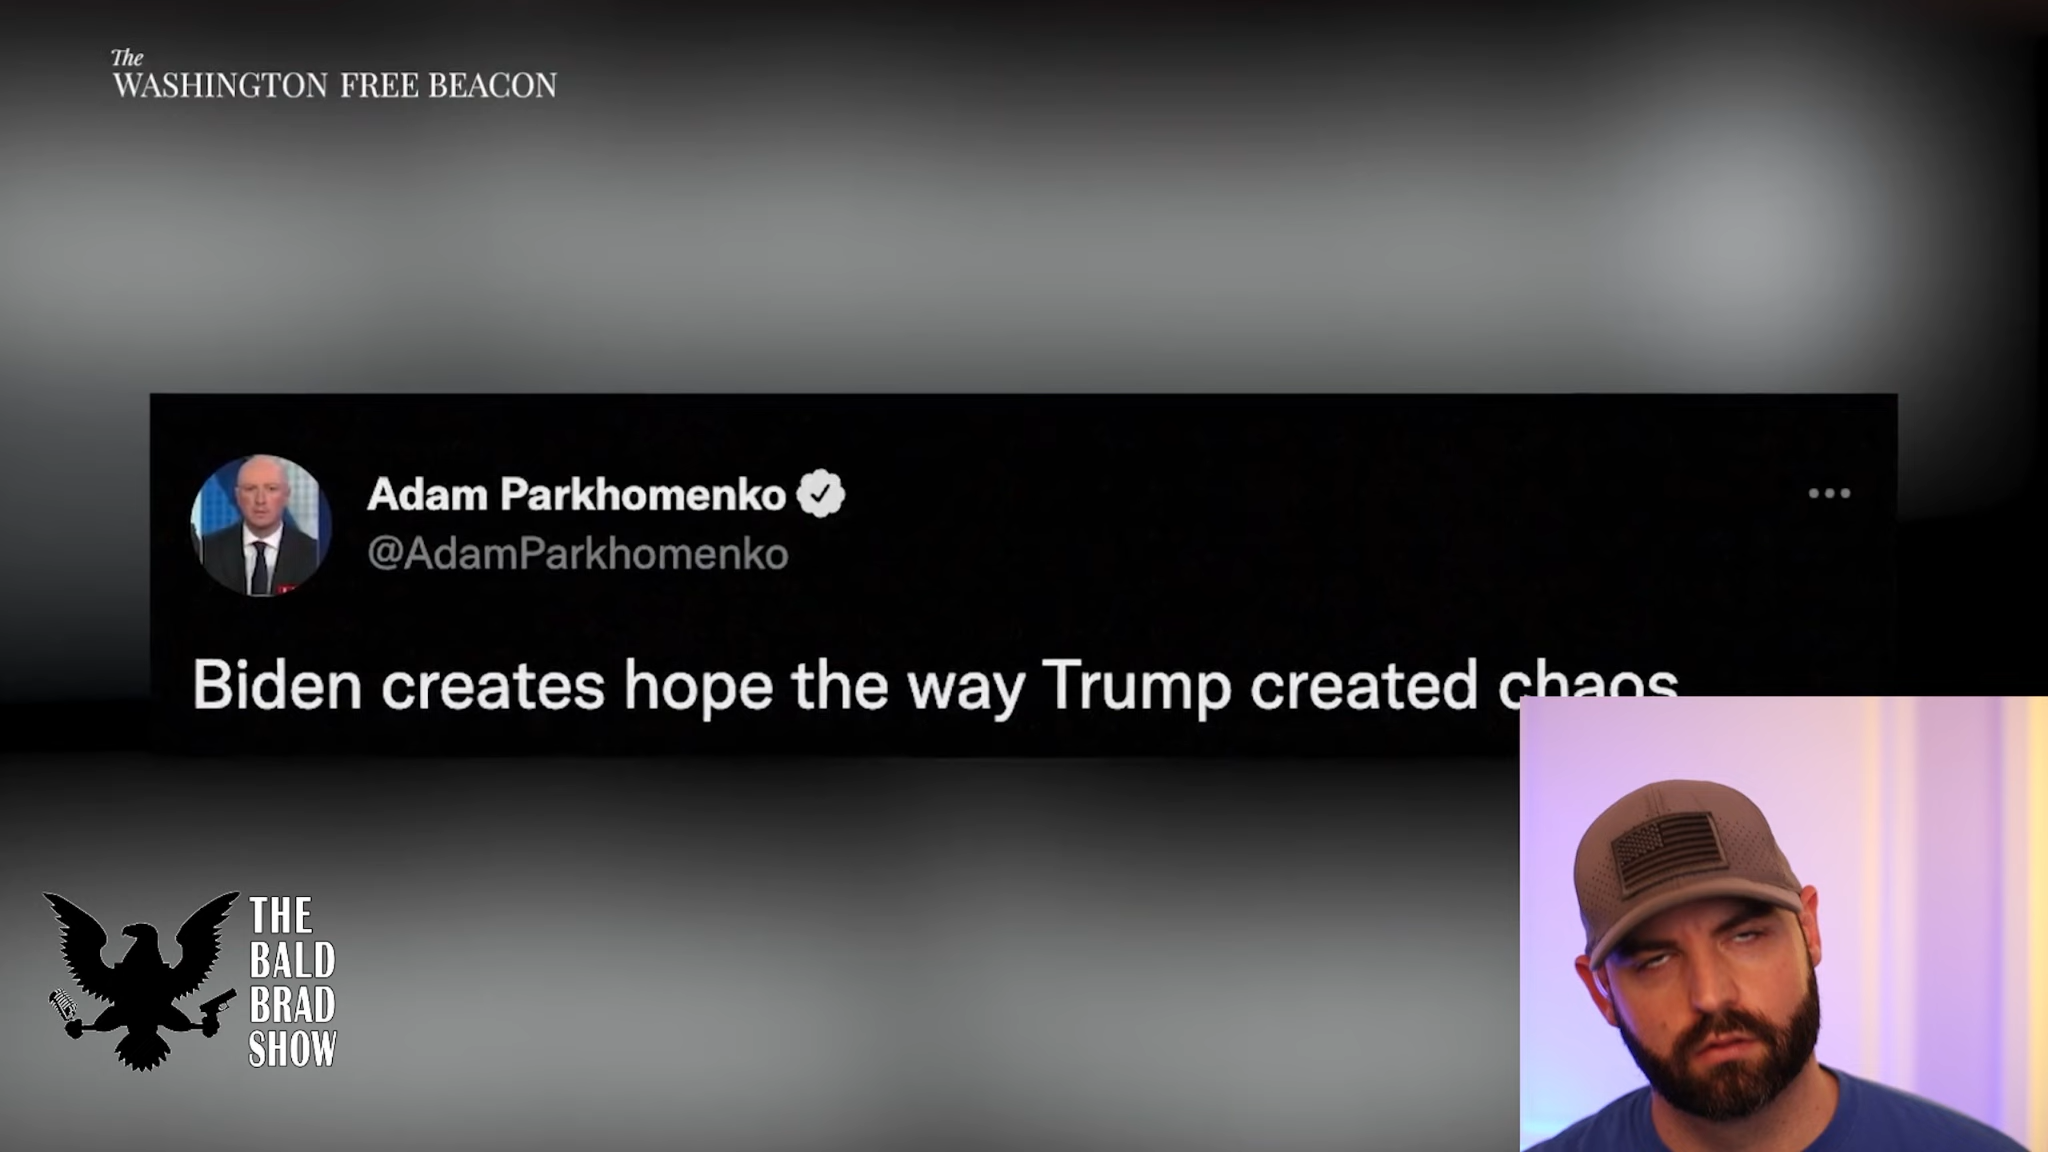 The
WASHINGTON FREE BEACON
Adam Parkhomenko
@AdamParkhomenko
Biden creates hope the way Trump created chaos
THE
BALD
BRAD
SHOW